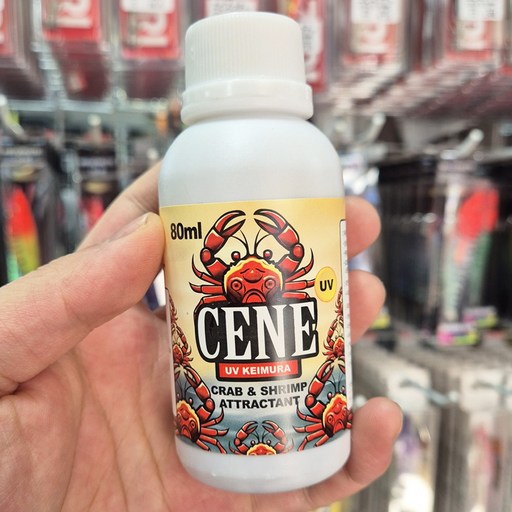 80ml
UV
CENE
UV KEIMURA
CRAB & SHRIMP
ATTRACTANT